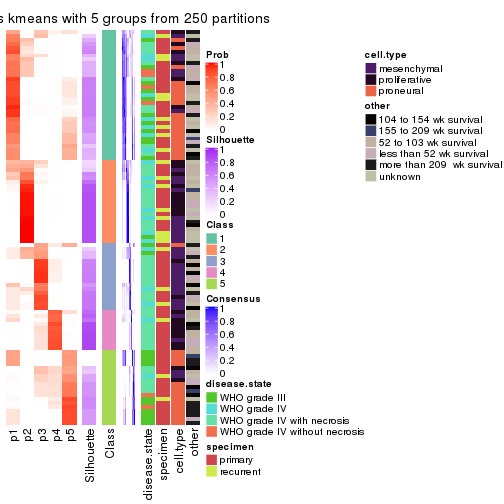 s kmeans with 5 groups from 250 partitions
Prob
1
0.8
0.6
0.4
0.2
0
Silhouette
1
0.8
0.6
0.4
0.2
0
Class
1
2
3
4
5
Consensus
1
0.8
0.6
0.4
0.2
0
disease.state
WHO grade III
WHO grade IV
WHO grade IV with necrosis
WHO grade IV without necrosis
specimen
primary
recurrent
cell.type
mesenchymal
proliferative
proneural
other
104 to 154 wk survival
155 to 209 wk survival
52 to 103 wk survival
less than 52 wk survival
more than 209  wk survival
unknown
p1
p2
p3
p4
p5
Silhouette
Class
disease.state
specimen
cell.type
other